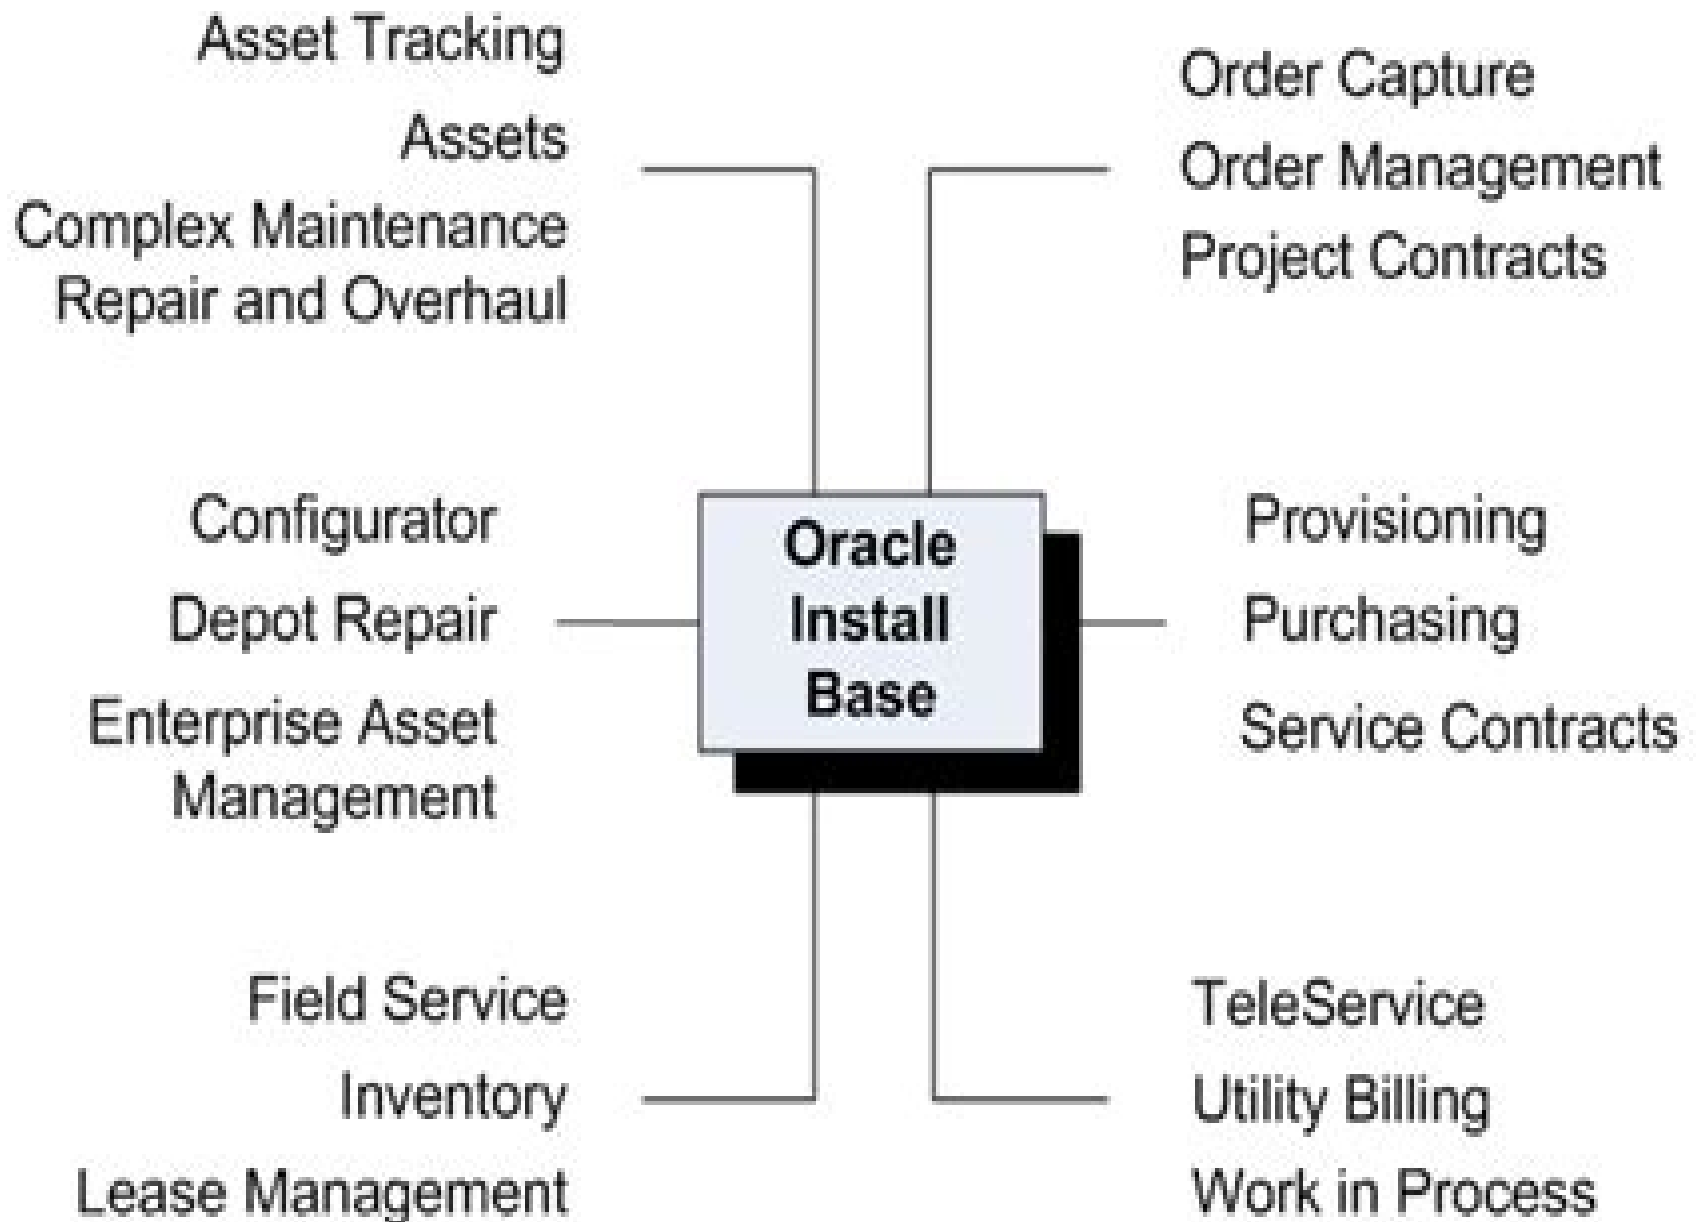 Asset Tracking
Assets
Complex Maintenance
Repair and Overhaul
Order Capture
Order Management
Project Contracts
Configurator
Depot Repair
Enterprise Asset
Management
Oracle
Install
Base
Provisioning
Purchasing
Service Contracts
Field Service
Inventory
Lease Management
TeleService
Utility Billing
Work in Process